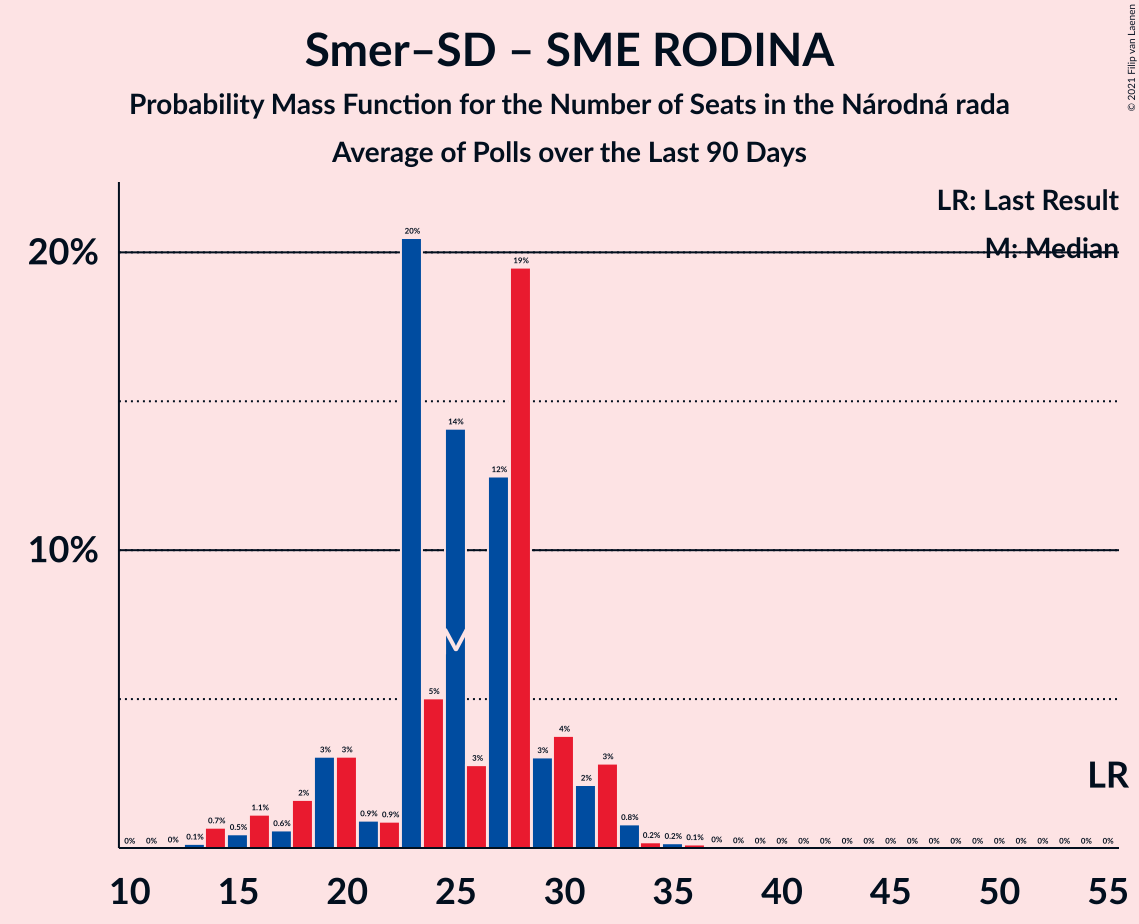 Smer–SD – SME RODINA
Probability Mass Function for the Number of Seats in the Národná rada
Average of Polls over the Last 90 Days
© 2021 Filip van Laenen
LR: Last Result
M: Median
20%
10%
0% 0% 0% 0.1% 0.7% 0.5% 1.1% 0.6% 2% 3% 3% 0.9% 0.9% 20% 5% 14% 3% 12% 19% 3% 4% 2% 3% 0.8% 0.2% 0.2% 0.1% 0% 0% 0% 0% 0% 0% 0% 0% 0% 0% 0% 0% 0% 0% 0% 0% 0% 0% 0%
M
LR
10 15 20 25 30 35 40 45 50 55